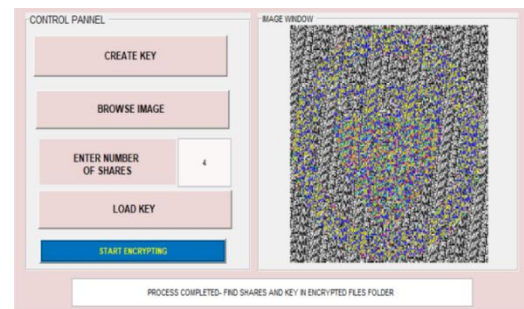 CONTROL PANNEL
CREATE KEY
BROWSE IMAGE
ENTER NUMBER
OF SHARES
4
LOAD KEY
START ENCRYPTING
IMAGE WINDOW
PROCESS COMPLETED- FIND SHARES AND KEY IN ENCRYPTED FILES FOLDER